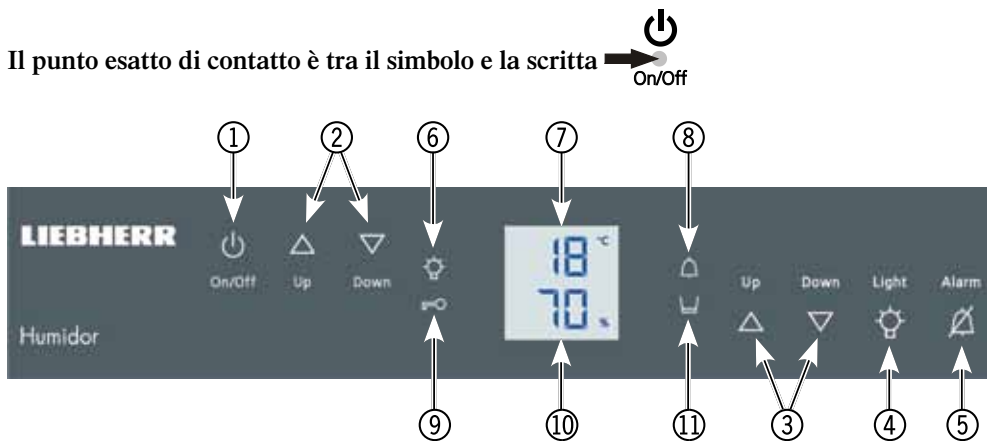 Il punto esatto di contatto è tra il simbolo e la scritta
On/Off
1 2 6 7 8
LIEBHERR
On/Off Up Down
18 °C
70 %
Up Down Light Alarm
Humidor
9 10 11 3 4 5